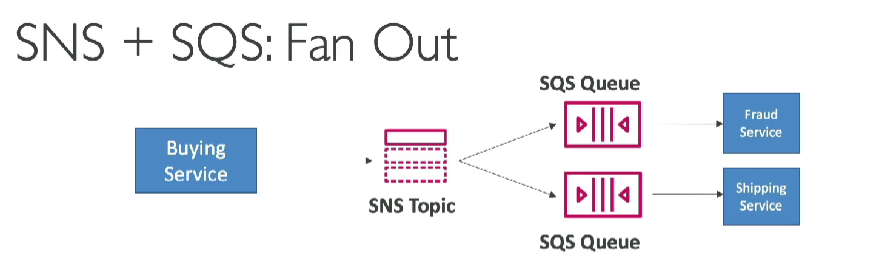 SNS + SQS: Fan Out
SQS Queue
Buying
Service
SNS Topic
Fraud
Service
Shipping
Service
SQS Queue